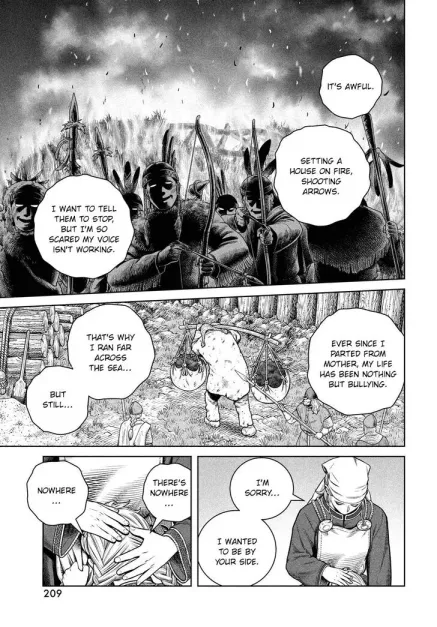 IT'S AWFUL.
SETTING A
HOUSE ON FIRE,
SHOOTING
ARROWS.
I WANT TO TELL
THEM TO STOP,
BUT I'M SO
SCARED MY VOICE
ISN'T WORKING.
EVER SINCE I
PARTED FROM
MOTHER, MY LIFE
HAS BEEN NOTHING
BUT BULLYING.
THAT'S WHY
I RAN FAR
ACROSS
THE SEA...
BUT
STILL...
I'M
SORRY...
I WANTED
TO BE BY
YOUR SIDE.
THERE'S
NOWHERE
...
NOWHERE
...
209